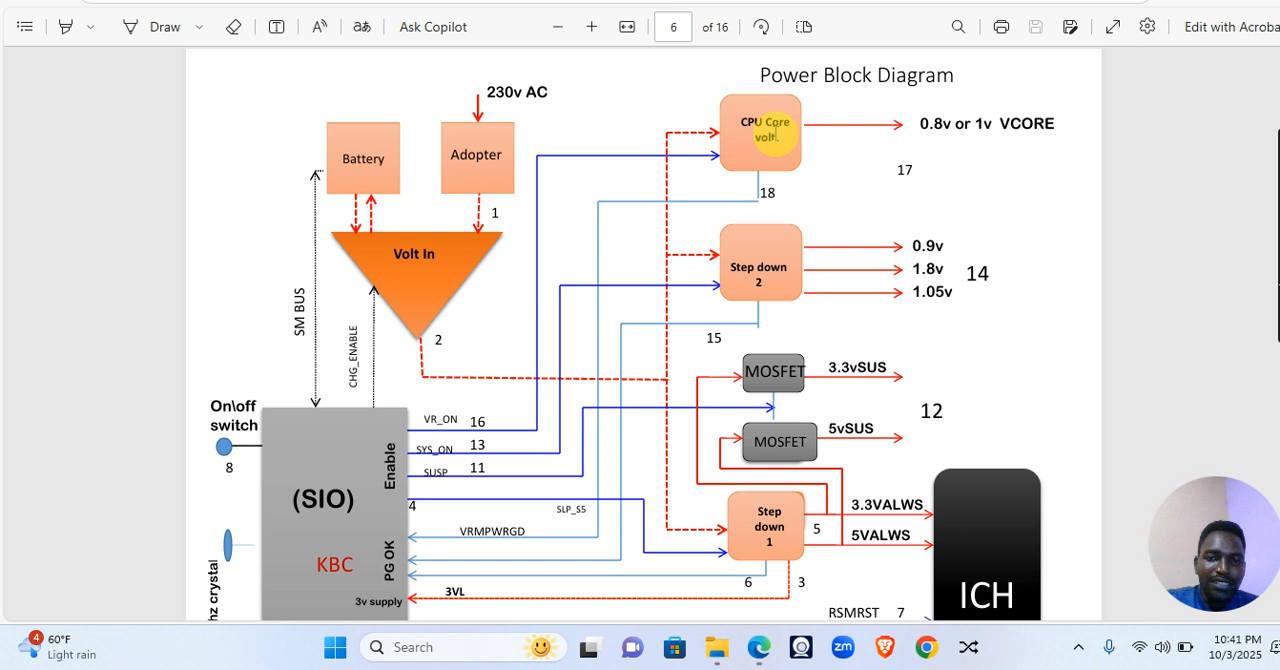 Draw
Ask Copilot
6
of 16
Edit with Acroba
Power Block Diagram
230v AC
Battery
Adopter
1
Volt In
2
SM BUS
CHG_ENABLE
CPU Core
volt.
0.8v or 1v VCORE
17
18
Step down
2
0.9v
1.8v
1.05v
14
15
MOSFET
3.3vSUS
12
MOSFET
5vSUS
On\off
switch
8
(SIO)
KBC
Enable
PG OK
3v supply
hz crystal
VR_ON 16
SYS_ON 13
SUSP 11
4
SLP_S5
VRMPWRGD
3VL
Step
down
1
5
6
3
3.3VALWS
5VALWS
ICH
RSMRST 7
4
60°F
Light rain
Search
zm
10:41 PM
10/3/2025